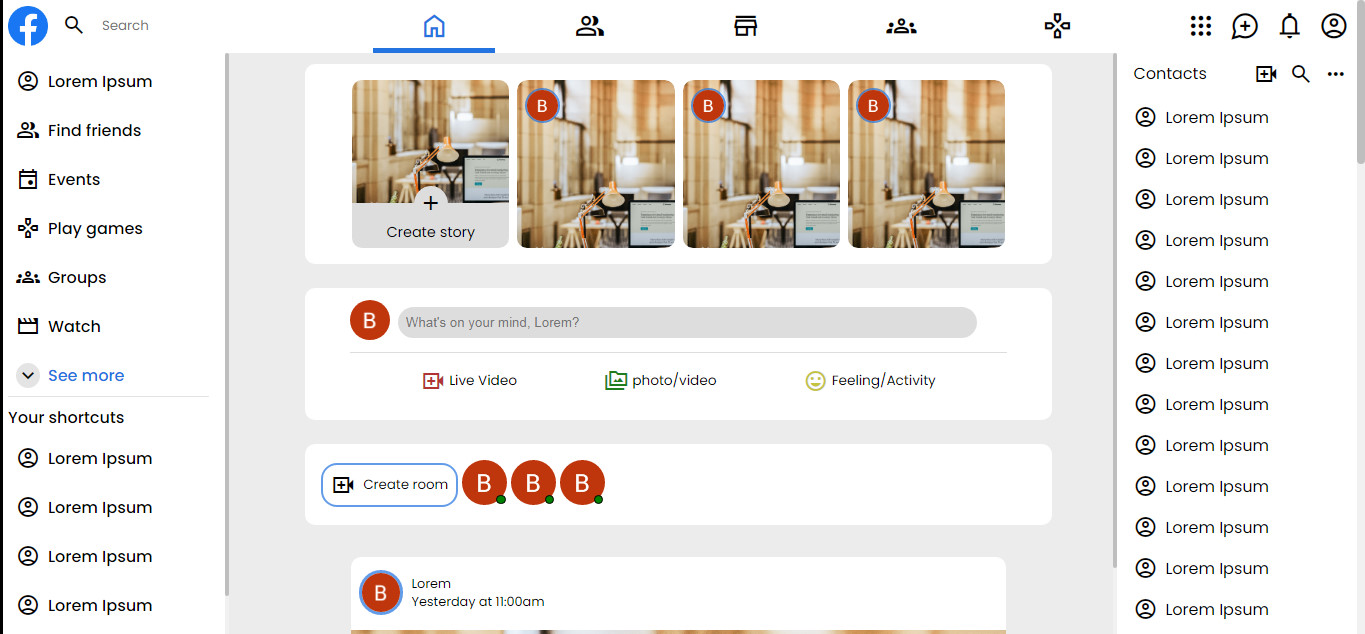 Search
Lorem Ipsum
Find friends
Events
Play games
Groups
Watch
See more
Your shortcuts
Lorem Ipsum
Lorem Ipsum
Lorem Ipsum
Lorem Ipsum
Create story
B
B
B
B
What's on your mind, Lorem?
Live Video
photo/video
Feeling/Activity
Create room
B
B
B
B
Lorem
Yesterday at 11:00am
Contacts
Lorem Ipsum
Lorem Ipsum
Lorem Ipsum
Lorem Ipsum
Lorem Ipsum
Lorem Ipsum
Lorem Ipsum
Lorem Ipsum
Lorem Ipsum
Lorem Ipsum
Lorem Ipsum
Lorem Ipsum
Lorem Ipsum